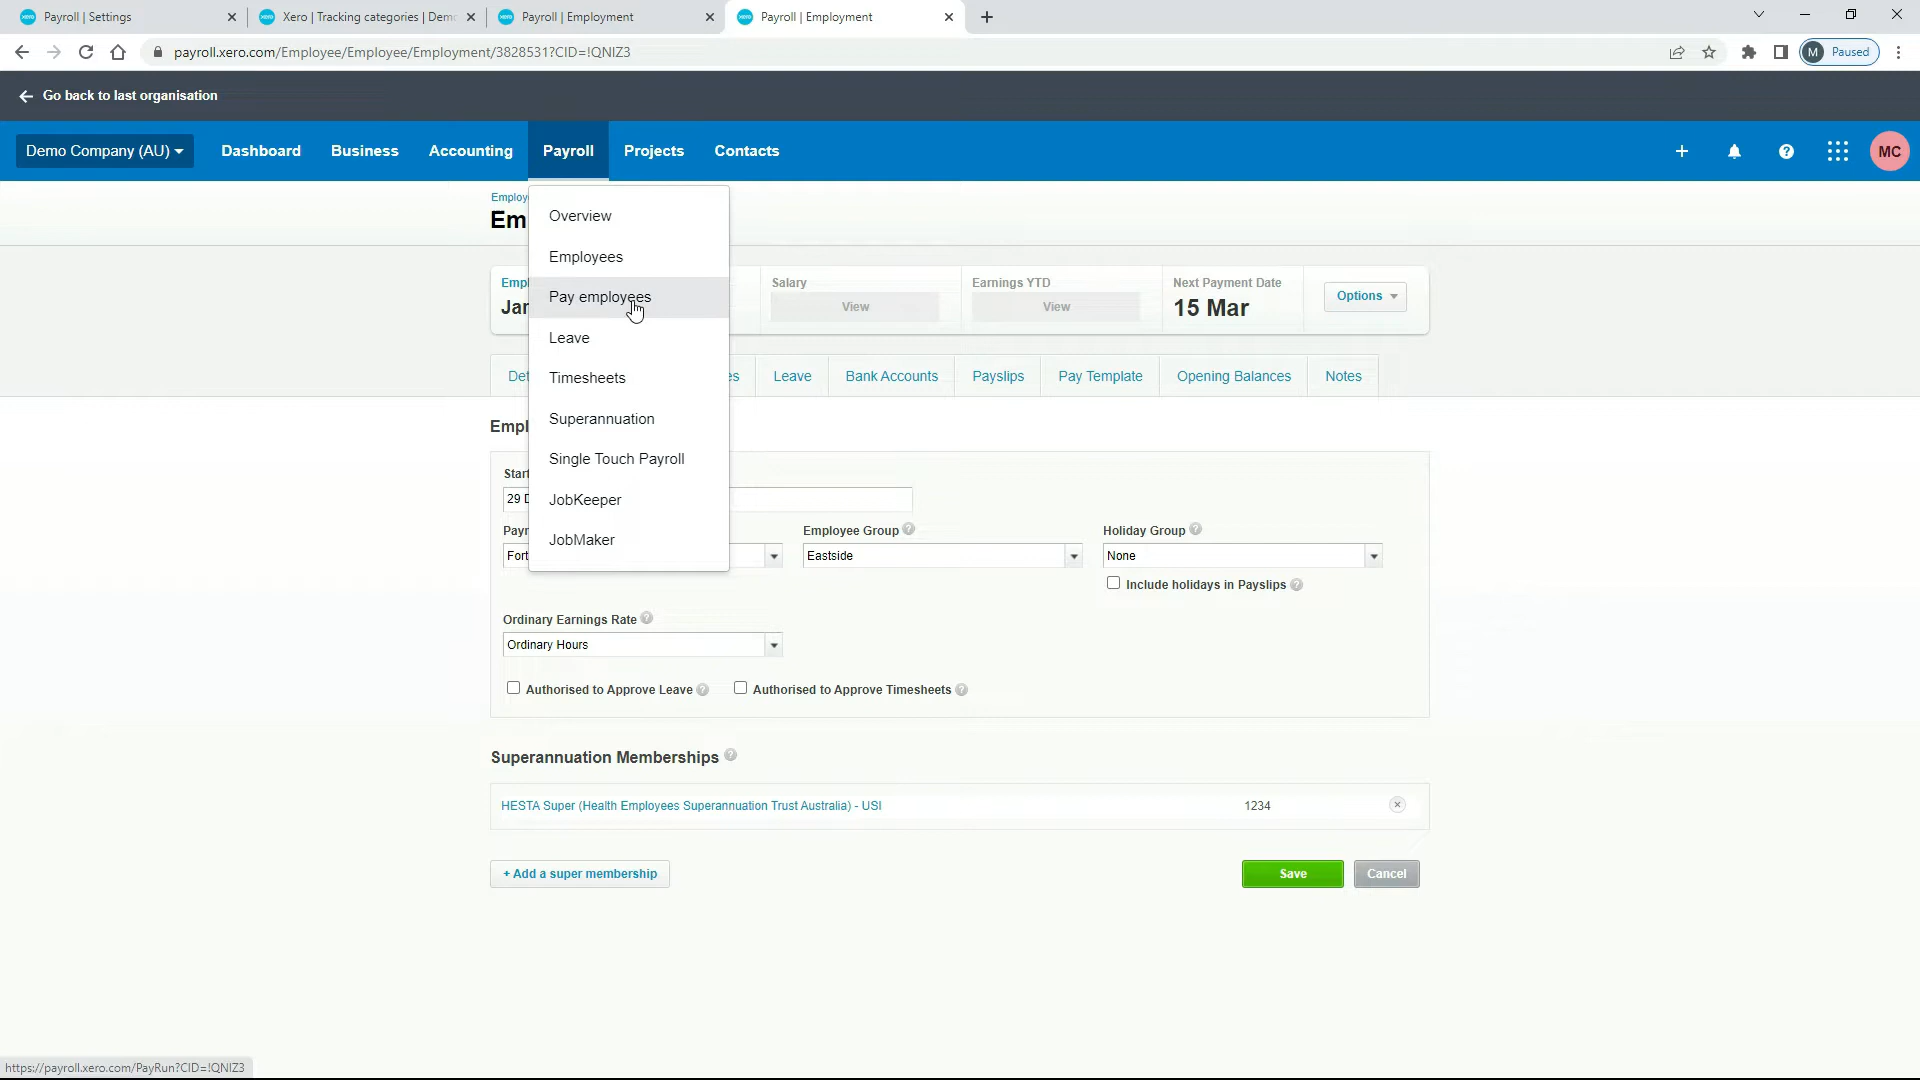 Payroll | Settings
Xero | Tracking categories | Demo
Payroll | Employment
Payroll | Employment
payroll.xero.com/Employee/Employee/Employment/3828531?CID=!QNIZ3
M Paused
Go back to last organisation
Demo Company (AU)
Dashboard
Business
Accounting
Payroll
Projects
Contacts
MC
Employ
Em
Overview
Employees
Pay employees
Leave
Timesheets
Superannuation
Single Touch Payroll
JobKeeper
JobMaker
Empl
Jan
Salary
View
Earnings YTD
View
Next Payment Date
15 Mar
Options
Det
es
Leave
Bank Accounts
Payslips
Pay Template
Opening Balances
Notes
Empl
Start
29 D
Payr
Fort
Employee Group
Eastside
Holiday Group
None
Include holidays in Payslips
Ordinary Earnings Rate
Ordinary Hours
Authorised to Approve Leave
Authorised to Approve Timesheets
Superannuation Memberships
HESTA Super (Health Employees Superannuation Trust Australia) - USI
1234
+ Add a super membership
Save
Cancel
https://payroll.xero.com/PayRun?CID=!QNIZ3